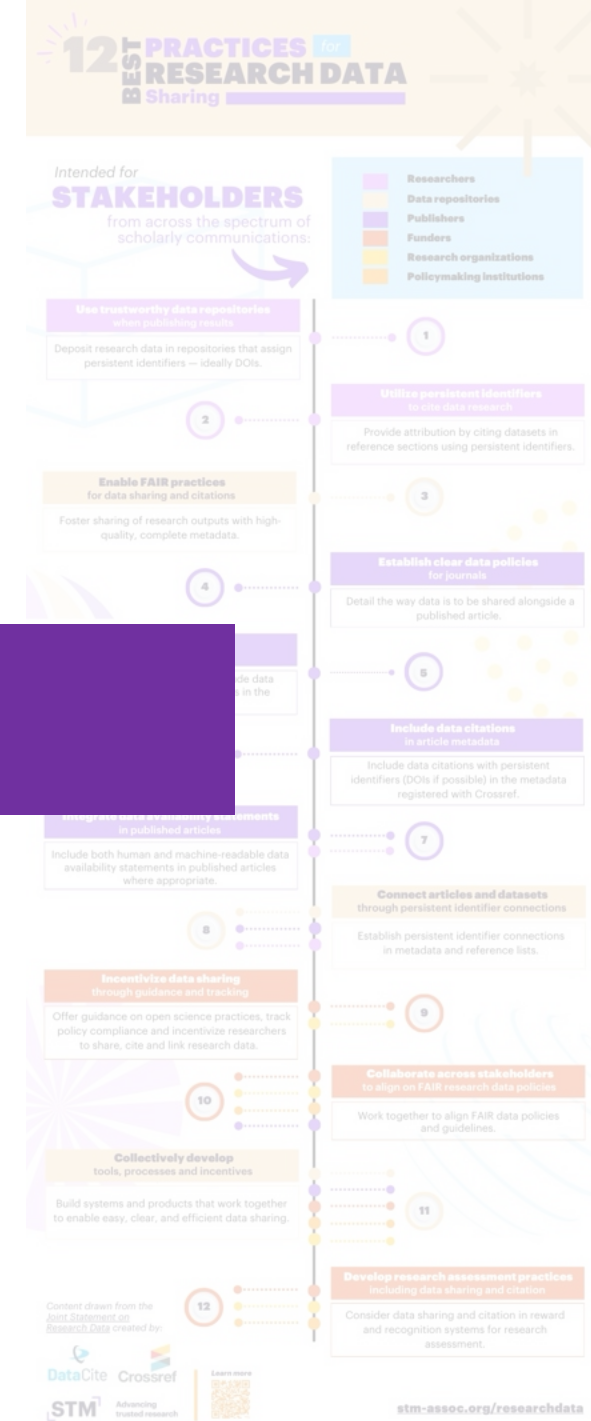 12 BEST PRACTICES for
RESEARCH DATA
Sharing
Intended for
STAKEHOLDERS
from across the spectrum of
scholarly communications:
Researchers
Data repositories
Publishers
Funders
Research organizations
Policymaking institutions
Use trustworthy data repositories
when publishing results
Deposit research data in repositories that assign
persistent identifiers — ideally DOIs.
1
Utilize persistent identifiers
to cite data research
Provide attribution by citing datasets in
reference sections using persistent identifiers.
2
Enable FAIR practices
for data sharing and citations
Foster sharing of research outputs with high-
quality, complete metadata.
3
Establish clear data policies
for journals
Detail the way data is to be shared alongside a
published article.
4
data
s in the
5
Include data citations
in article metadata
Include data citations with persistent
identifiers (DOIs if possible) in the metadata
registered with Crossref.
Integrate data availability statements
in published articles
Include both human and machine-readable data
availability statements in published articles
where appropriate.
7
Connect articles and datasets
through persistent identifier connections
Establish persistent identifier connections
in metadata and reference lists.
8
Incentivize data sharing
through guidance and tracking
Offer guidance on open science practices, track
policy compliance and incentivize researchers
to share, cite and link research data.
9
Collaborate across stakeholders
to align on FAIR research data policies
Work together to align FAIR data policies
and guidelines.
10
Collectively develop
tools, processes and incentives
Build systems and products that work together
to enable easy, clear, and efficient data sharing.
11
Develop research assessment practices
including data sharing and citation
Consider data sharing and citation in reward
and recognition systems for research
assessment.
12
Content drawn from the
Joint Statement on
Research Data created by:
DataCite Crossref
STM Advancing
trusted research
Learn more
stm-assoc.org/researchdata